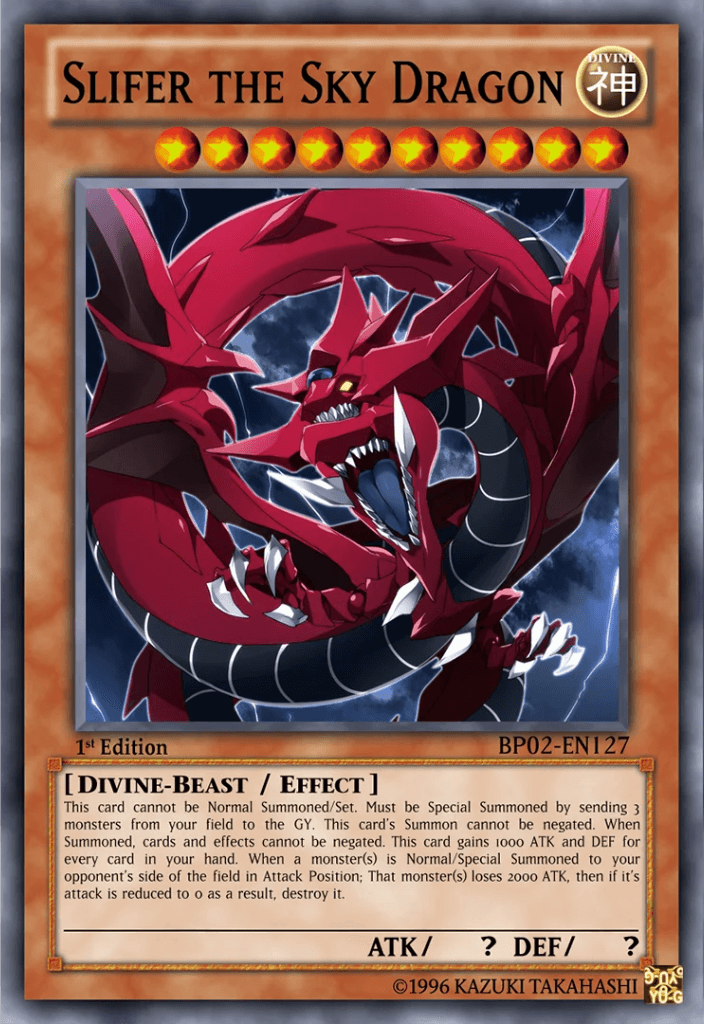 SLIFER THE SKY DRAGON
DIVINE
神
1st Edition
BP02-EN127
[ DIVINE-BEAST / EFFECT ]
This card cannot be Normal Summoned/Set. Must be Special Summoned by sending 3
monsters from your field to the GY. This card's Summon cannot be negated. When
Summoned, cards and effects cannot be negated. This card gains 1000 ATK and DEF for
every card in your hand. When a monster(s) is Normal/Special Summoned to your
opponent's side of the field in Attack Position; That monster(s) loses 2000 ATK, then if it's
attack is reduced to 0 as a result, destroy it.
ATK/ ? DEF/ ?
©1996 KAZUKI TAKAHASHI